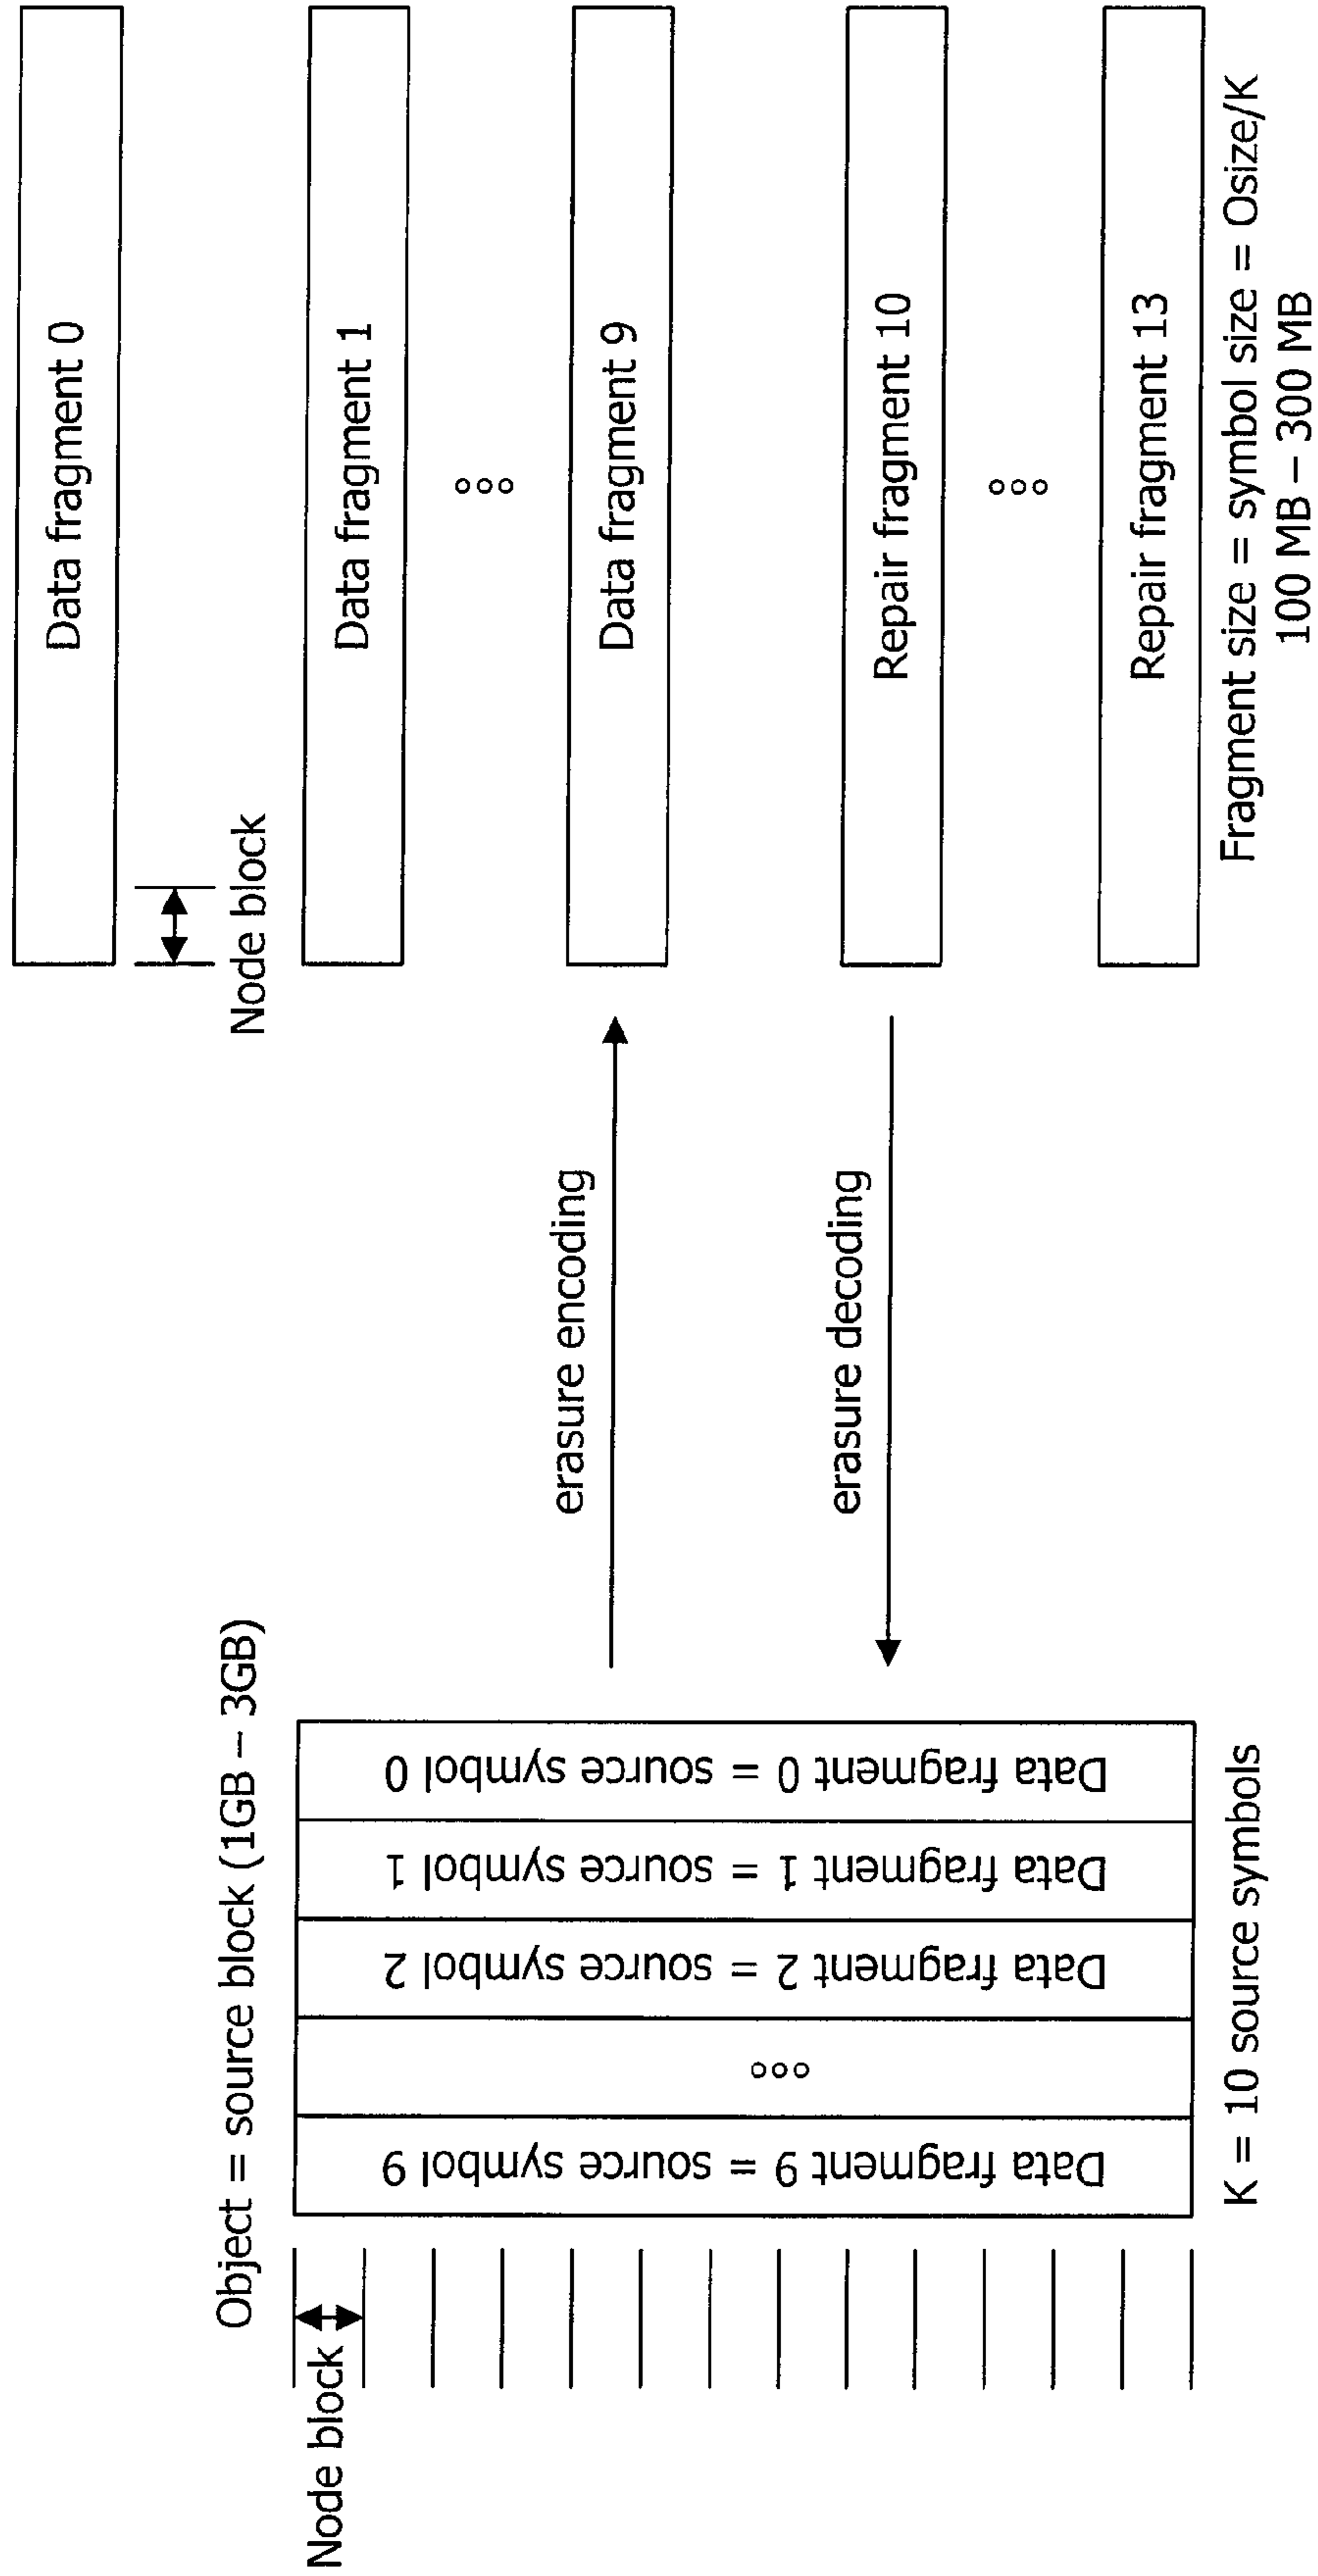 Object = source block (1GB – 3GB)
Node block
Data fragment 9 = source symbol 9
Data fragment 2 = source symbol 2
Data fragment 1 = source symbol 1
Data fragment 0 = source symbol 0
K = 10 source symbols
erasure encoding
erasure decoding
Data fragment 0
Node block
Data fragment 1
Data fragment 9
Repair fragment 10
Repair fragment 13
Fragment size = symbol size = Osize/K
100 MB – 300 MB